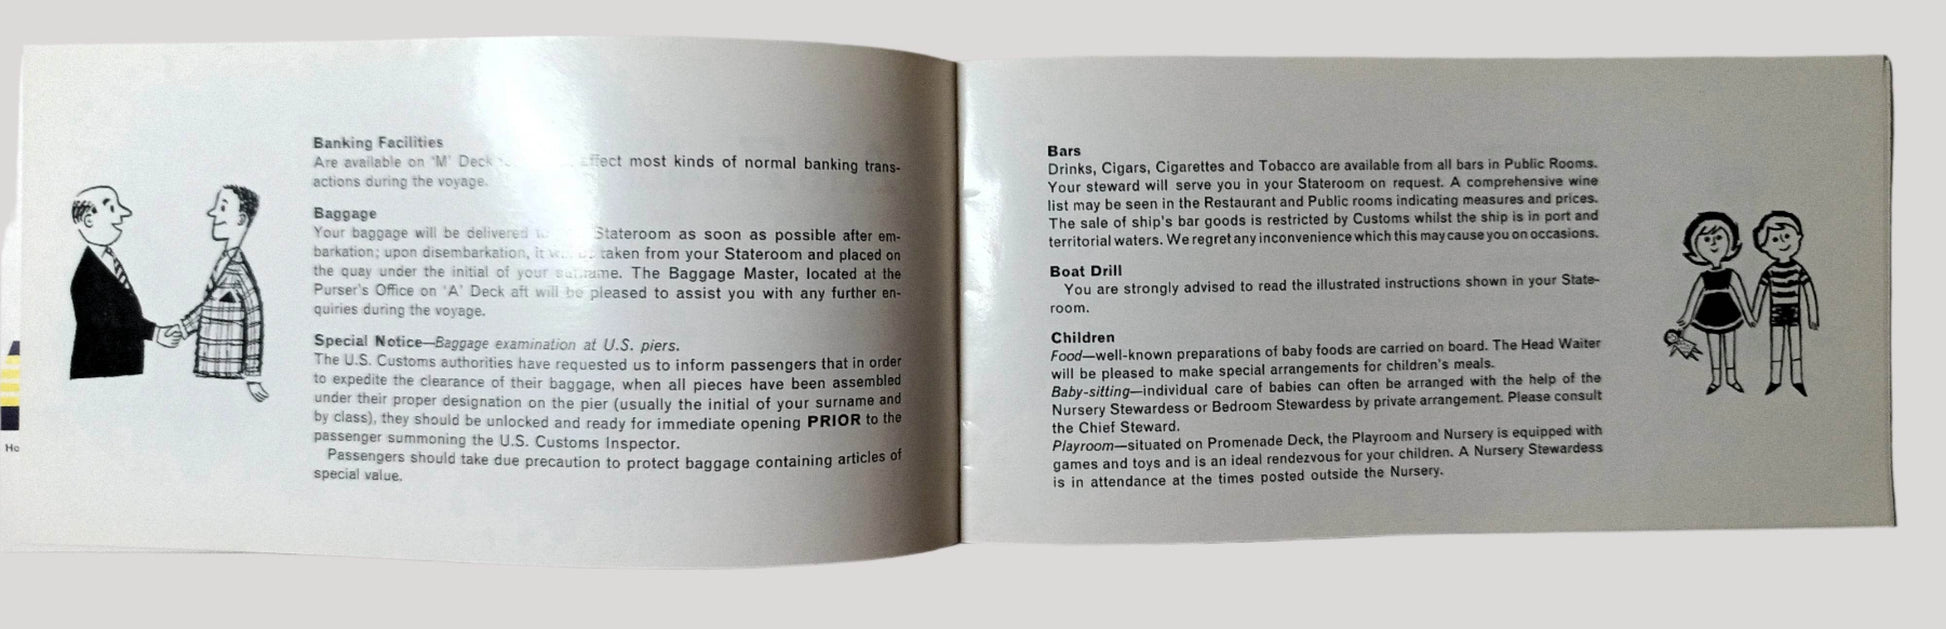 Banking Facilities
Are available on 'M' Deck effect most kinds of normal banking trans-
actions during the voyage.
Baggage
Your baggage will be delivered to Stateroom as soon as possible after em-
barkation; upon disembarkation, it will be taken from your Stateroom and placed on
the quay under the initial of your surname. The Baggage Master, located at the
Purser's Office on 'A' Deck aft will be pleased to assist you with any further en-
quiries during the voyage.
Special Notice—Baggage examination at U.S. piers.
The U.S. Customs authorities have requested us to inform passengers that in order
to expedite the clearance of their baggage, when all pieces have been assembled
under their proper designation on the pier (usually the initial of your surname and
by class), they should be unlocked and ready for immediate opening PRIOR to the
passenger summoning the U.S. Customs Inspector.
Passengers should take due precaution to protect baggage containing articles of
special value.
He
Bars
Drinks, Cigars, Cigarettes and Tobacco are available from all bars in Public Rooms.
Your steward will serve you in your Stateroom on request. A comprehensive wine
list may be seen in the Restaurant and Public rooms indicating measures and prices.
The sale of ship's bar goods is restricted by Customs whilst the ship is in port and
territorial waters. We regret any inconvenience which this may cause you on occasions.
Boat Drill
You are strongly advised to read the illustrated instructions shown in your State-
room.
Children
Food—well-known preparations of baby foods are carried on board. The Head Waiter
will be pleased to make special arrangements for children's meals.
Baby-sitting—individual care of babies can often be arranged with the help of the
Nursery Stewardess or Bedroom Stewardess by private arrangement. Please consult
the Chief Steward.
Playroom—situated on Promenade Deck, the Playroom and Nursery is equipped with
games and toys and is an ideal rendezvous for your children. A Nursery Stewardess
is in attendance at the times posted outside the Nursery.